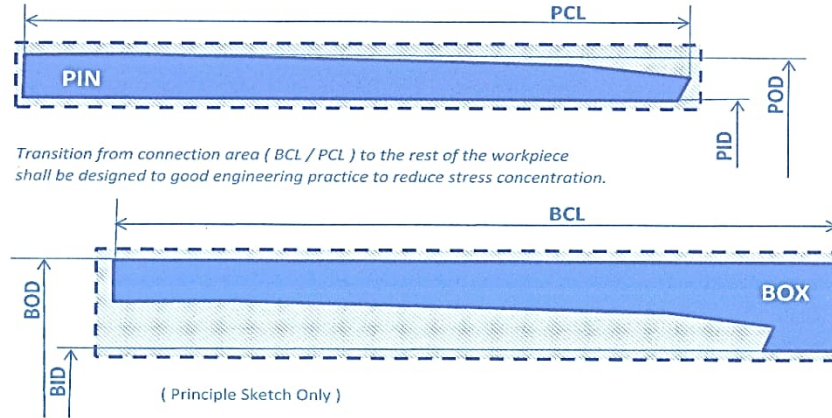 PCL
PIN
POD
PID
Transition from connection area ( BCL / PCL ) to the rest of the workpiece
shall be designed to good engineering practice to reduce stress concentration.
BCL
BOX
BOD
BID
( Principle Sketch Only )